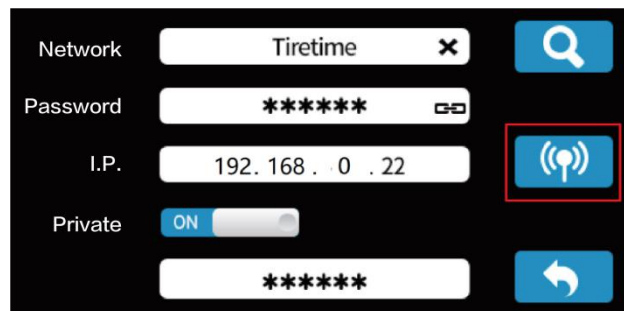 Network Tiretime ×
Password ******
I.P. 192. 168 . 0 . 22
Private ON
******